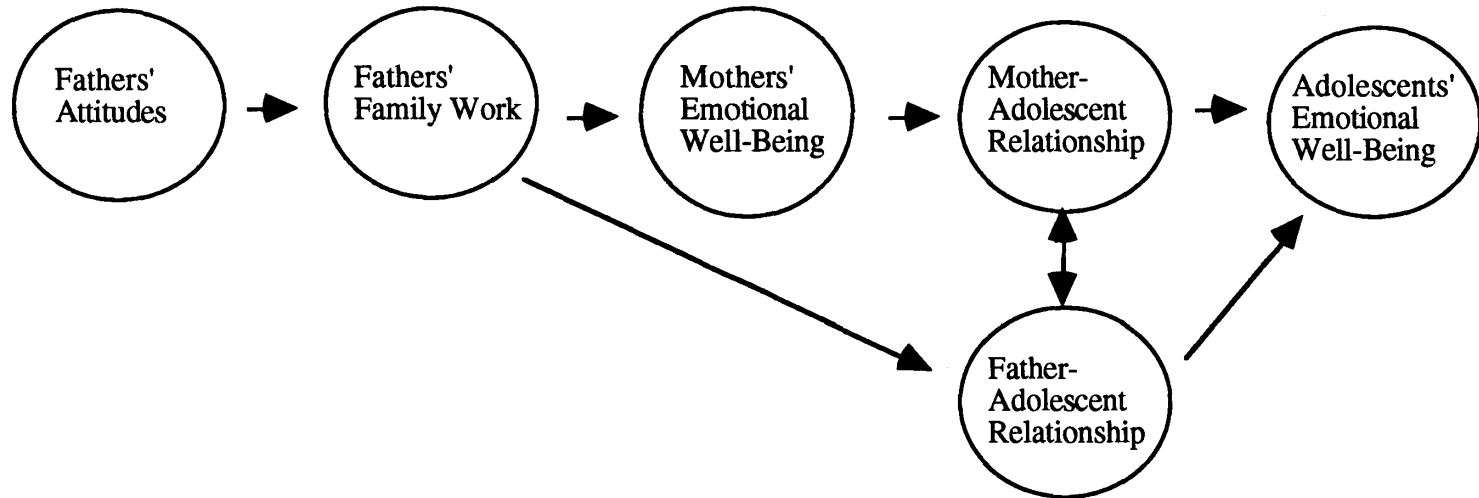 Fathers'
Attitudes
Fathers'
Family Work
Mothers'
Emotional
Well-Being
Mother-
Adolescent
Relationship
Adolescents'
Emotional
Well-Being
Father-
Adolescent
Relationship